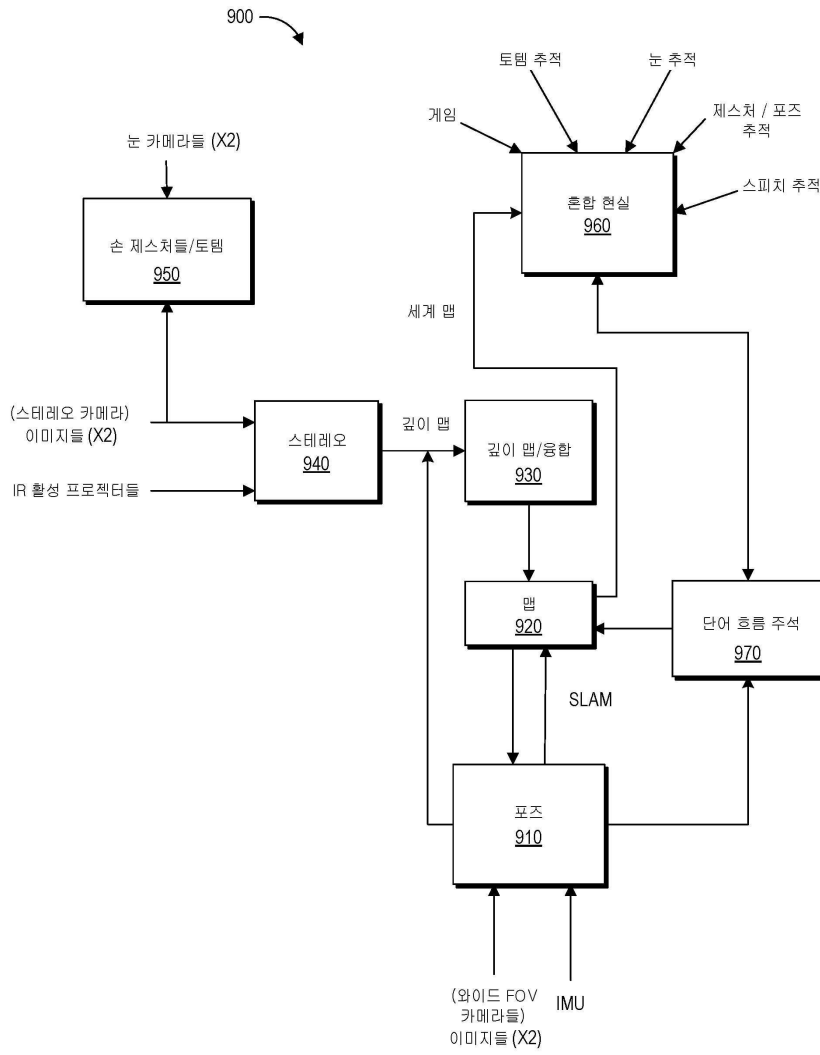 900
토템 추적
눈 추적
게임
제스처 / 포즈
추적
눈 카메라들 (X2)
스피치 추적
혼합 현실
960
손 제스처들/토템
950
세계 맵
(스테레오 카메라)
이미지들 (X2)
스테레오
940
깊이 맵
깊이 맵/융합
930
IR 활성 프로젝터들
맵
920
단어 흐름 주석
970
SLAM
포즈
910
(와이드 FOV
카메라들)
이미지들 (X2)
IMU